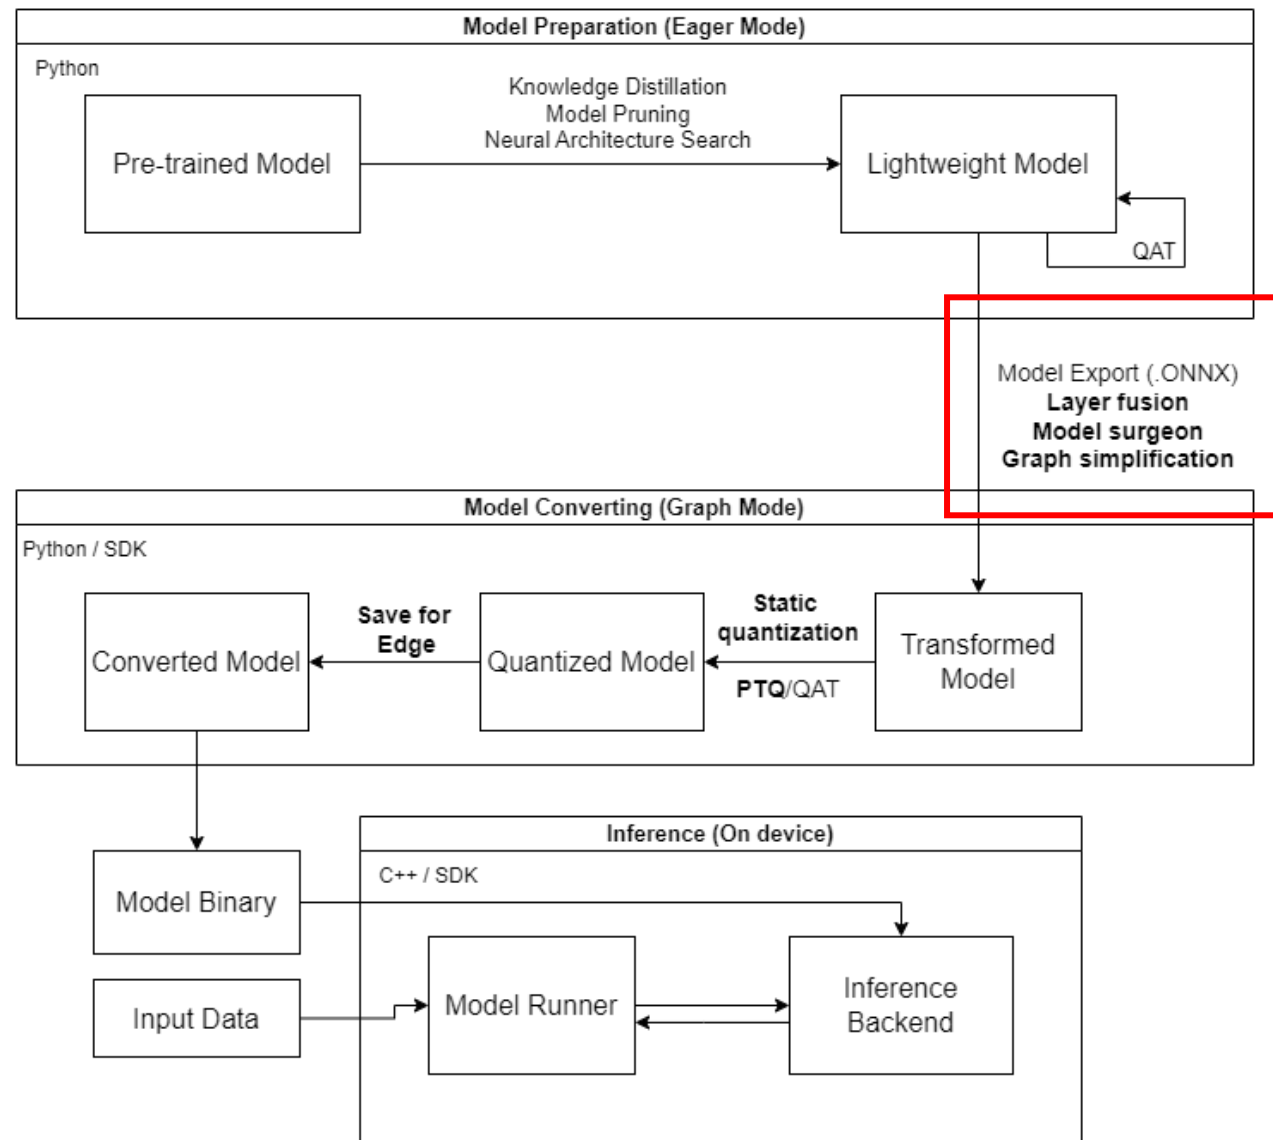 Model Preparation (Eager Mode)
Python
Knowledge Distillation
Model Pruning
Neural Architecture Search
Pre-trained Model
Lightweight Model
QAT
Model Export (.ONNX)
Layer fusion
Model surgeon
Graph simplification
Model Converting (Graph Mode)
Python / SDK
Converted Model
Save for
Edge
Quantized Model
Static
quantization
PTQ/QAT
Transformed
Model
Inference (On device)
C++ / SDK
Model Binary
Input Data
Model Runner
Inference
Backend